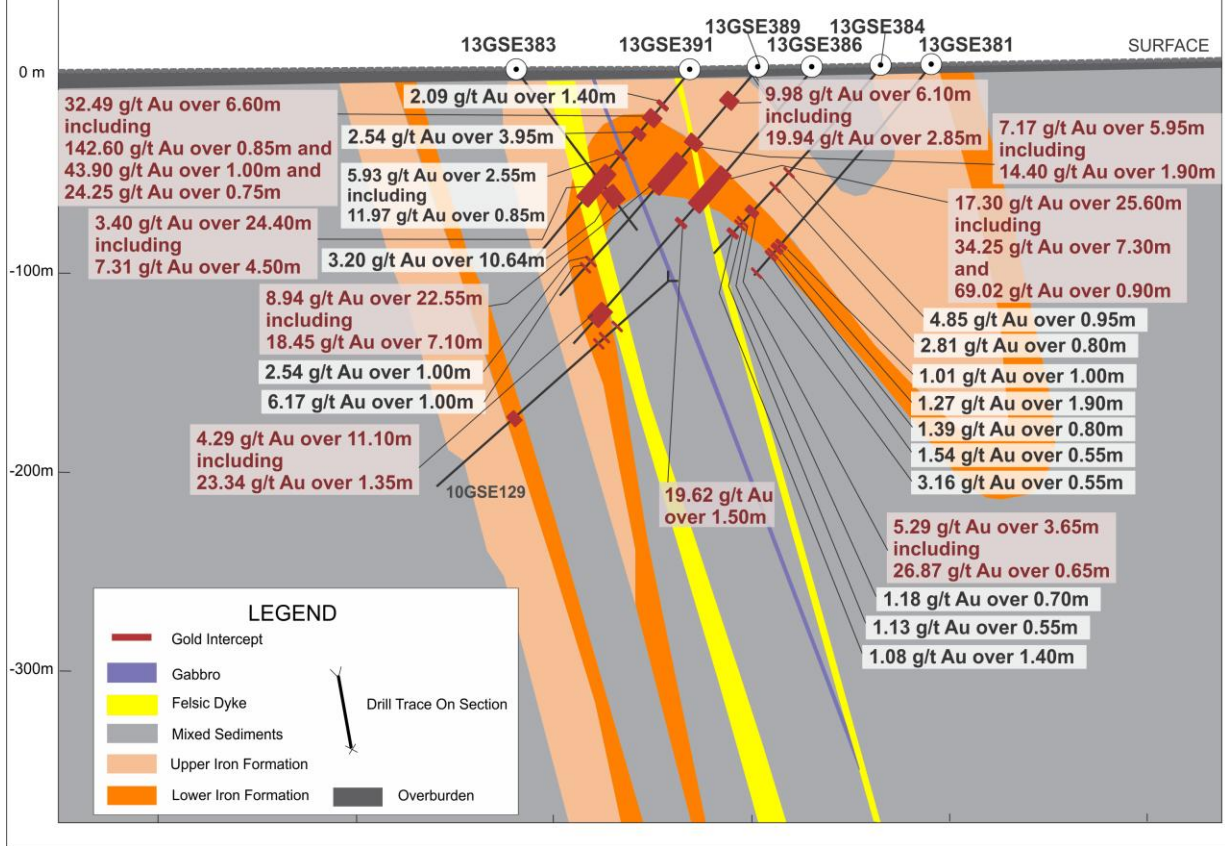 13GSE383
13GSE391
13GSE389
13GSE386
13GSE384
13GSE381
SURFACE
0 m
-100m
-200m
-300m
32.49 g/t Au over 6.60m
including
142.60 g/t Au over 0.85m and
43.90 g/t Au over 1.00m and
24.25 g/t Au over 0.75m
2.09 g/t Au over 1.40m
2.54 g/t Au over 3.95m
5.93 g/t Au over 2.55m
including
11.97 g/t Au over 0.85m
3.40 g/t Au over 24.40m
including
7.31 g/t Au over 4.50m
3.20 g/t Au over 10.64m
8.94 g/t Au over 22.55m
including
18.45 g/t Au over 7.10m
2.54 g/t Au over 1.00m
6.17 g/t Au over 1.00m
4.29 g/t Au over 11.10m
including
23.34 g/t Au over 1.35m
10GSE129
9.98 g/t Au over 6.10m
including
19.94 g/t Au over 2.85m
7.17 g/t Au over 5.95m
including
14.40 g/t Au over 1.90m
17.30 g/t Au over 25.60m
including
34.25 g/t Au over 7.30m
and
69.02 g/t Au over 0.90m
4.85 g/t Au over 0.95m
2.81 g/t Au over 0.80m
1.01 g/t Au over 1.00m
1.27 g/t Au over 1.90m
1.39 g/t Au over 0.80m
1.54 g/t Au over 0.55m
3.16 g/t Au over 0.55m
19.62 g/t Au
over 1.50m
5.29 g/t Au over 3.65m
including
26.87 g/t Au over 0.65m
1.18 g/t Au over 0.70m
1.13 g/t Au over 0.55m
1.08 g/t Au over 1.40m
LEGEND
Gold Intercept
Gabbro
Felsic Dyke
Mixed Sediments
Upper Iron Formation
Lower Iron Formation
Drill Trace On Section
Overburden